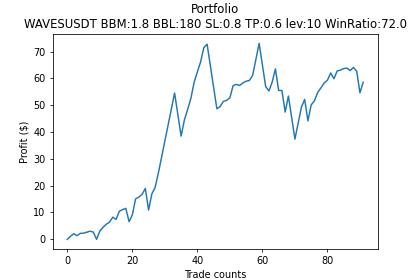 Portfolio
WAVESUSDT BBM:1.8 BBL:180 SL:0.8 TP:0.6 lev:10 WinRatio:72.0
70
60
50
40
30
20
10
0
Profit ($)
0 20 40 60 80
Trade counts